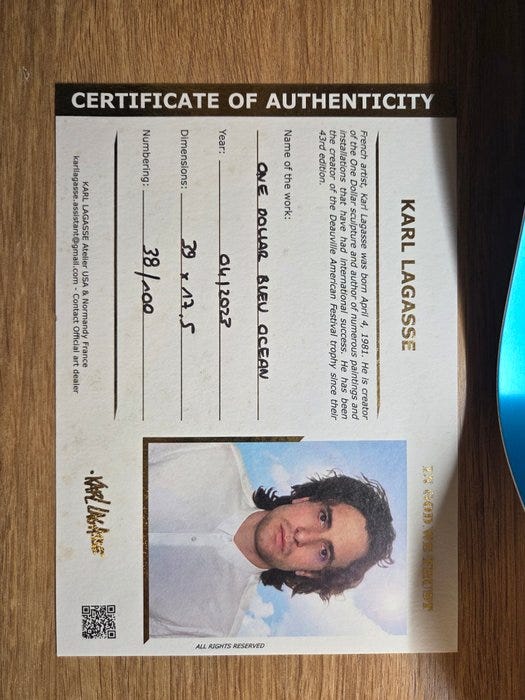 CERTIFICATE OF AUTHENTICITY
KARL LAGASSE
French artist, Karl Lagasse was born April 4, 1981. He is creator
of the One Dollar sculpture and author of numerous paintings and
installations that have had international success. He has been
the creator of the Deauville American Festival trophy since their
43rd edition.
Name of the work:
ONE DOLLAR BLEU OCEAN
Year: 04/2023
Dimensions: 39 x 17,5
Numbering: 38/100
KARL LAGASSE Atelier USA & Normandy France
karllagasse.assistant@gmail.com - Contact Official art dealer
IN GOD WE TRUST
KARL LAGASSE
ALL RIGHTS RESERVED